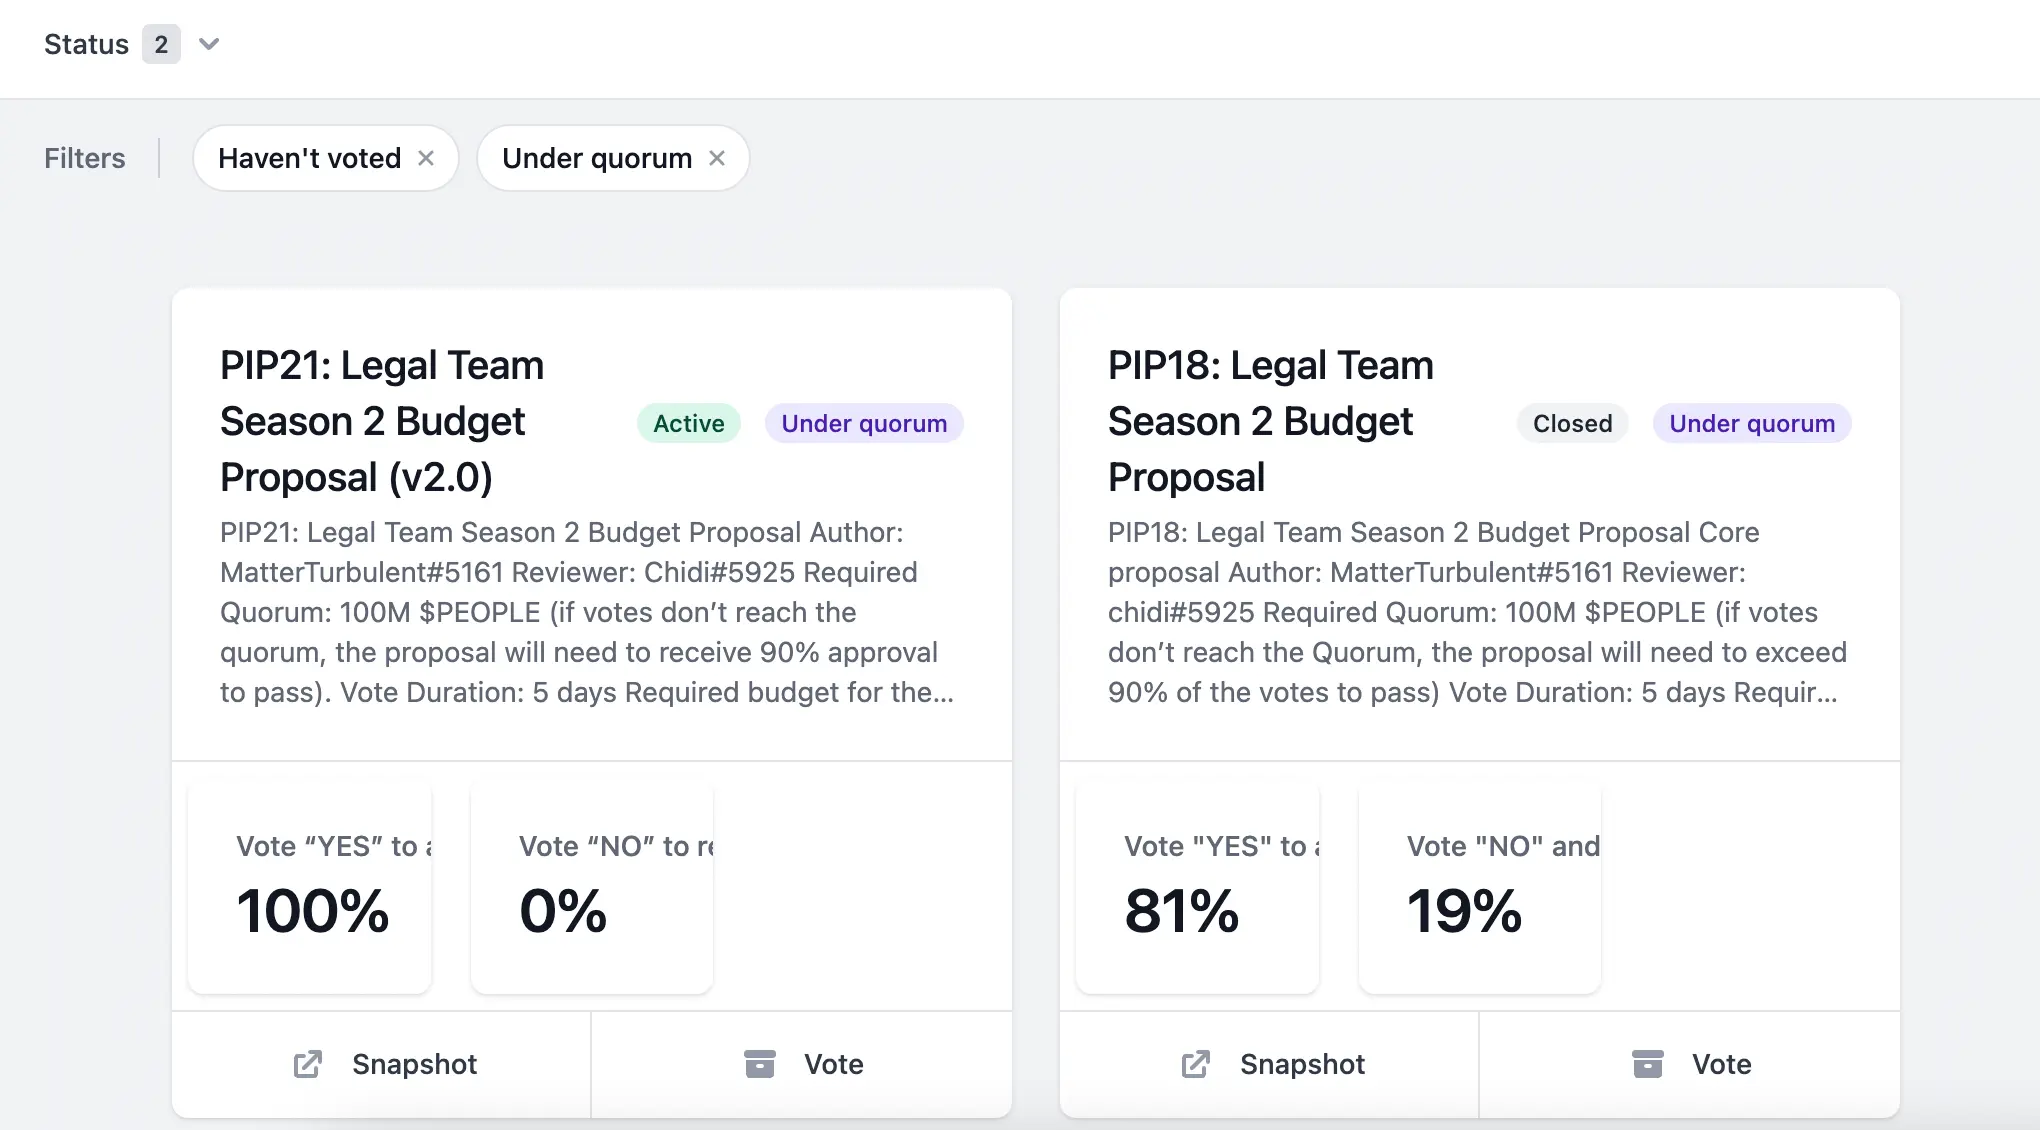 Status 2
Filters
Haven't voted
Under quorum
PIP21: Legal Team
Season 2 Budget
Proposal (v2.0)
Active
Under quorum
PIP21: Legal Team Season 2 Budget Proposal Author:
MatterTurbulent#5161 Reviewer: Chidi#5925 Required
Quorum: 100M $PEOPLE (if votes don’t reach the
quorum, the proposal will need to receive 90% approval
to pass). Vote Duration: 5 days Required budget for the...
Vote “YES” to a
100%
Vote “NO” to re
0%
Snapshot
Vote
PIP18: Legal Team
Season 2 Budget
Proposal
Closed
Under quorum
PIP18: Legal Team Season 2 Budget Proposal Core
proposal Author: MatterTurbulent#5161 Reviewer:
chidi#5925 Required Quorum: 100M $PEOPLE (if votes
don’t reach the Quorum, the proposal will need to exceed
90% of the votes to pass) Vote Duration: 5 days Requir...
Vote "YES" to a
81%
Vote "NO" and
19%
Snapshot
Vote